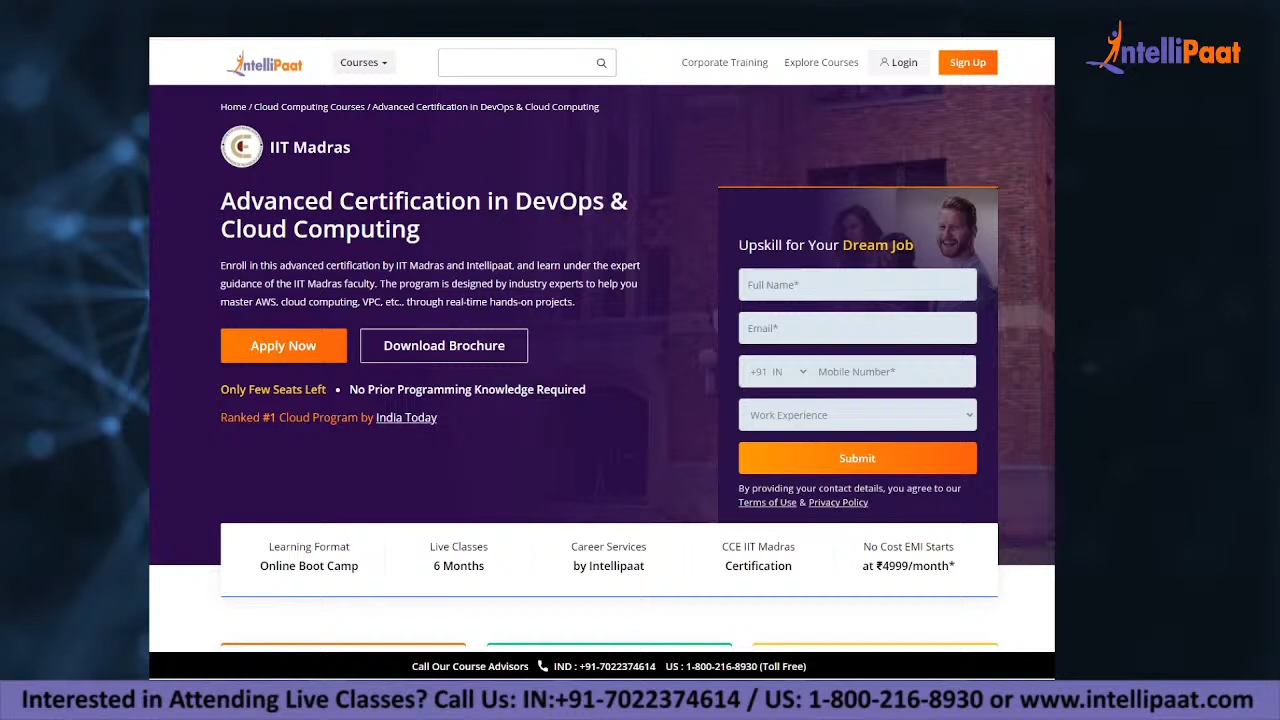 IntelliPaat
IntelliPaat
Courses
Corporate Training
Explore Courses
Login
Sign Up
Home / Cloud Computing Courses / Advanced Certification in DevOps & Cloud Computing
IIT Madras
Advanced Certification in DevOps &
Cloud Computing
Enroll in this advanced certification by IIT Madras and Intellipaat, and learn under the expert
guidance of the IIT Madras faculty. The program is designed by industry experts to help you
master AWS, cloud computing, VPC, etc., through real-time hands-on projects.
Apply Now
Download Brochure
Only Few Seats Left • No Prior Programming Knowledge Required
Ranked #1 Cloud Program by India Today
Upskill for Your Dream Job
Full Name*
Email*
+91 IN Mobile Number*
Work Experience
Submit
By providing your contact details, you agree to our
Terms of Use & Privacy Policy
Learning Format
Online Boot Camp
Live Classes
6 Months
Career Services
by Intellipaat
CCE IIT Madras
Certification
No Cost EMI Starts
at ₹4999/month*
Call Our Course Advisors IND : +91-7022374614 US : 1-800-216-8930 (Toll Free)
Interested in Attending Live Classes? Call Us: IN:+91-7022374614 / US: 1-800-216-8930 or www.intellipaat.com